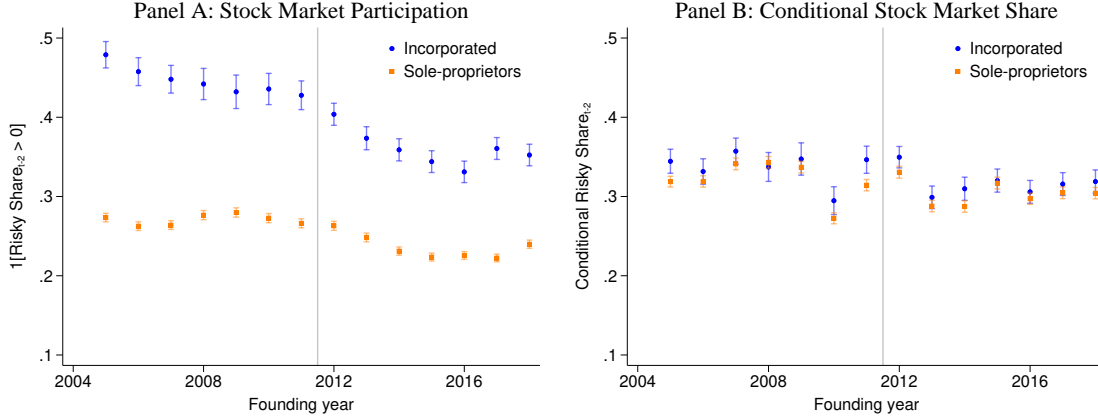 Panel A: Stock Market Participation
.5
.4
.3
.2
.1
1[Risky Share t-2 > 0]
Incorporated
Sole-proprietors
2004
2008
2012
2016
Founding year
Panel B: Conditional Stock Market Share
.5
.4
.3
.2
.1
Conditional Risky Share t-2
Incorporated
Sole-proprietors
2004
2008
2012
2016
Founding year